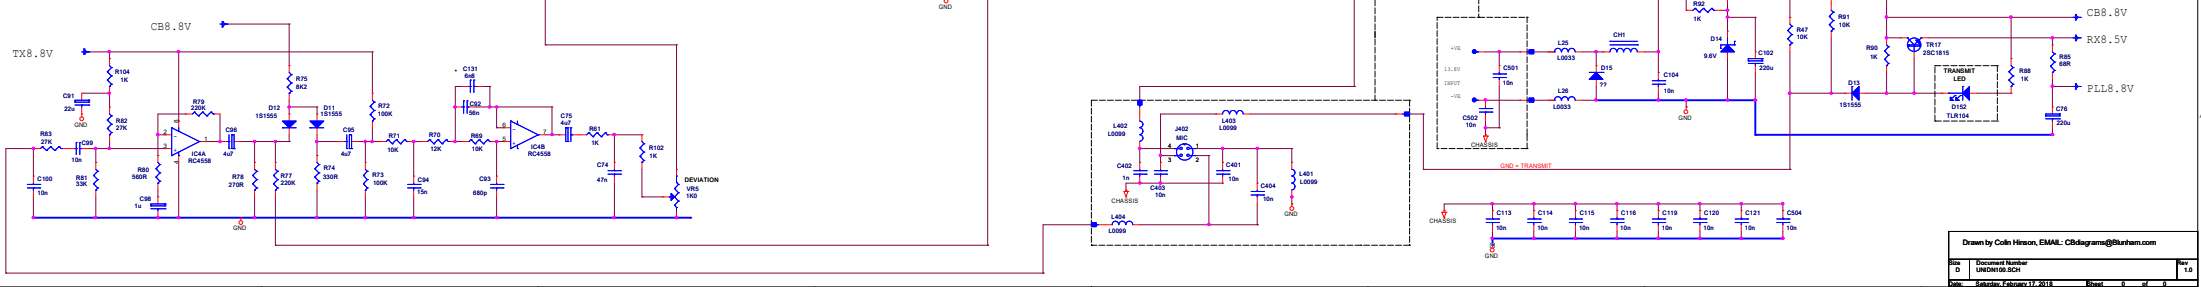 CB8.8V
TX8.8V
R104
1K
C91
22u
GND
R82
27K
R83
27K
C99
10n
C100
10n
R81
33K
R79
220K
R80
560R
C98
1u
IC4A
RC4558
C96
4u7
R78
270R
R77
220K
GND
R75
8K2
D12
1S1555
D11
1S1555
R74
330R
C95
4u7
R72
100K
R73
100K
R71
10K
C94
15n
R70
12K
C131
6n8
C92
56n
R69
10K
C93
680p
IC4B
RC4558
C75
4u7
R61
1K
C74
47n
R102
1K
DEVIATION
VR5
1K0
GND
L402
L0099
L403
L0099
J402
MIC
4
1
3
2
C402
1n
C403
10n
CHASSIS
C401
10n
C404
10n
L401
L0099
GND
L404
L0099
+VE
13.8V
INPUT
-VE
C501
10n
C502
10n
CHASSIS
L25
L0033
L26
L0033
D15
??
CH1
C104
10n
GND
R92
1K
D14
9.6V
C102
220u
R47
10K
R91
10K
D13
1S1555
R90
1K
TR17
2SC1815
TRANSMIT
LED
D152
TLR104
R88
1K
R85
68R
C76
220u
CB8.8V
RX8.5V
PLL8.8V
GND = TRANSMIT
CHASSIS
C113
10n
C114
10n
C115
10n
C116
10n
C119
10n
C120
10n
C121
10n
C504
10n
GND
Drawn by Colin Hinson, EMAIL: CBdiagrams@Blunham.com
Size
D
Document Number
UNIDN100.SCH
Rev
1.0
Date: Saturday, February 17, 2018 Sheet 0 of 0